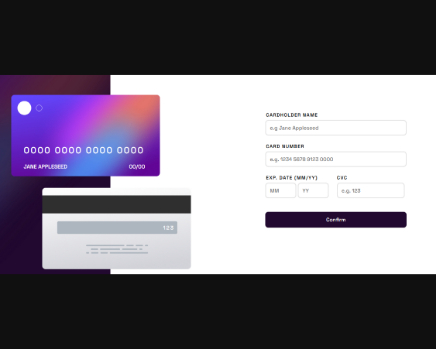 0000 0000 0000 0000
JANE APPLESEED 00/00
123
CARDHOLDER NAME
e.g Jane Appleseed
CARD NUMBER
e.g, 1234 5678 9123 0000
EXP. DATE (MM/YY) CVC
MM YY e.g, 123
Confirm